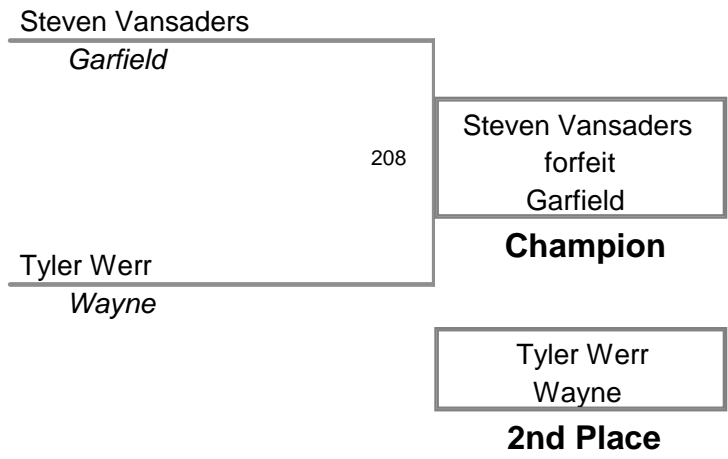 Steven Vansaders
Garfield
208
Steven Vansaders
forfeit
Garfield
Champion
Tyler Werr
Wayne
Tyler Werr
Wayne
2nd Place